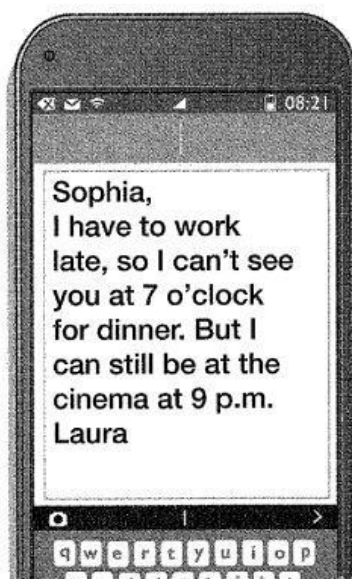 08:21
Sophia,
I have to work
late, so I can't see
you at 7 o'clock
for dinner. But I
can still be at the
cinema at 9 p.m.
Laura
q w e r t y u i o p